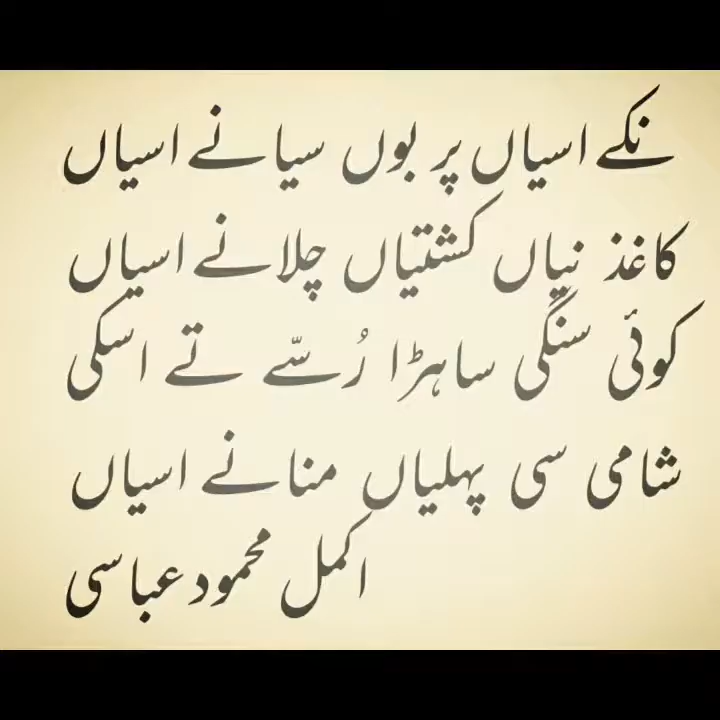 نکے اسیاں پر بوں سیانے اسیاں
کاغذ نیاں کشتیاں چلانے اسیاں
کوئی سنگی ساہڑا رُسّے تے اسکی
شامی سی پہلیاں منانے اسیاں
اکمل محمود عباسی